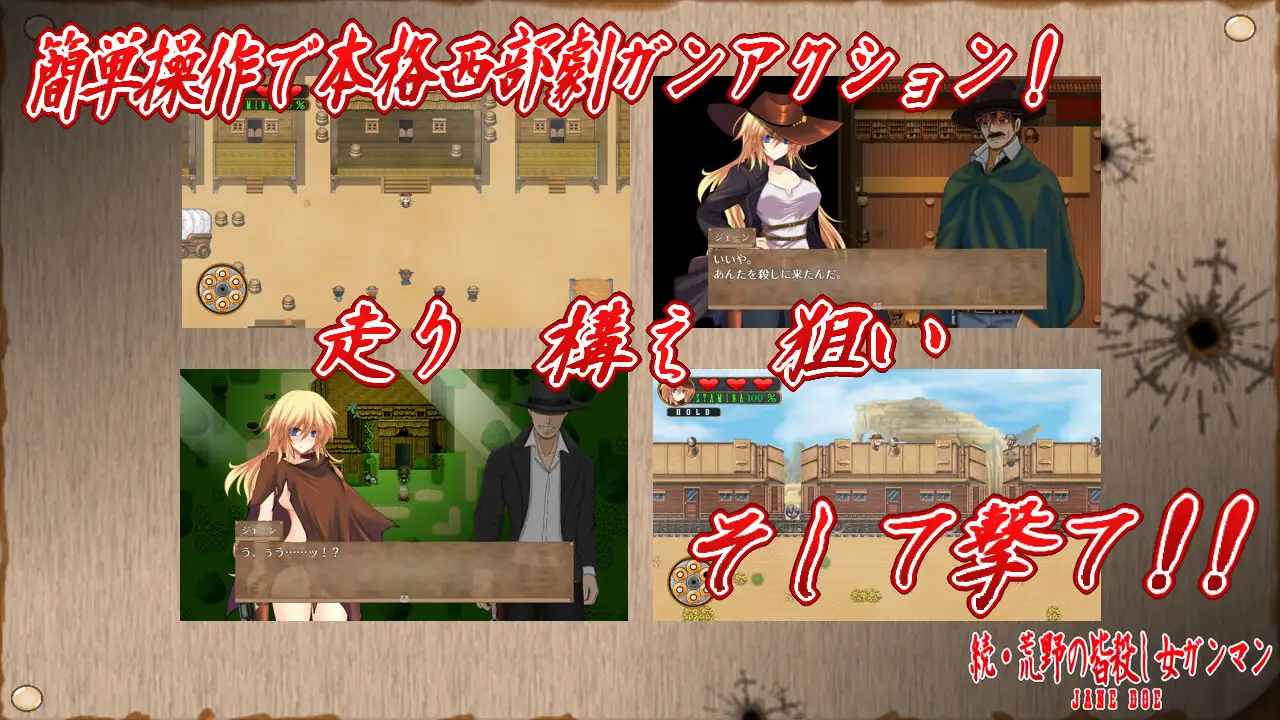 簡単操作で本格西部劇ガンアクション！
ジェーン
いいや。
あんたを殺しに来たんだ。
走り 構え 狙い
ジェーン
う、ぅう……ッ！？
STAMINA 100 %
HOLD
そして撃て!!
続・荒野の皆殺し女ガンマン
JANE DOE